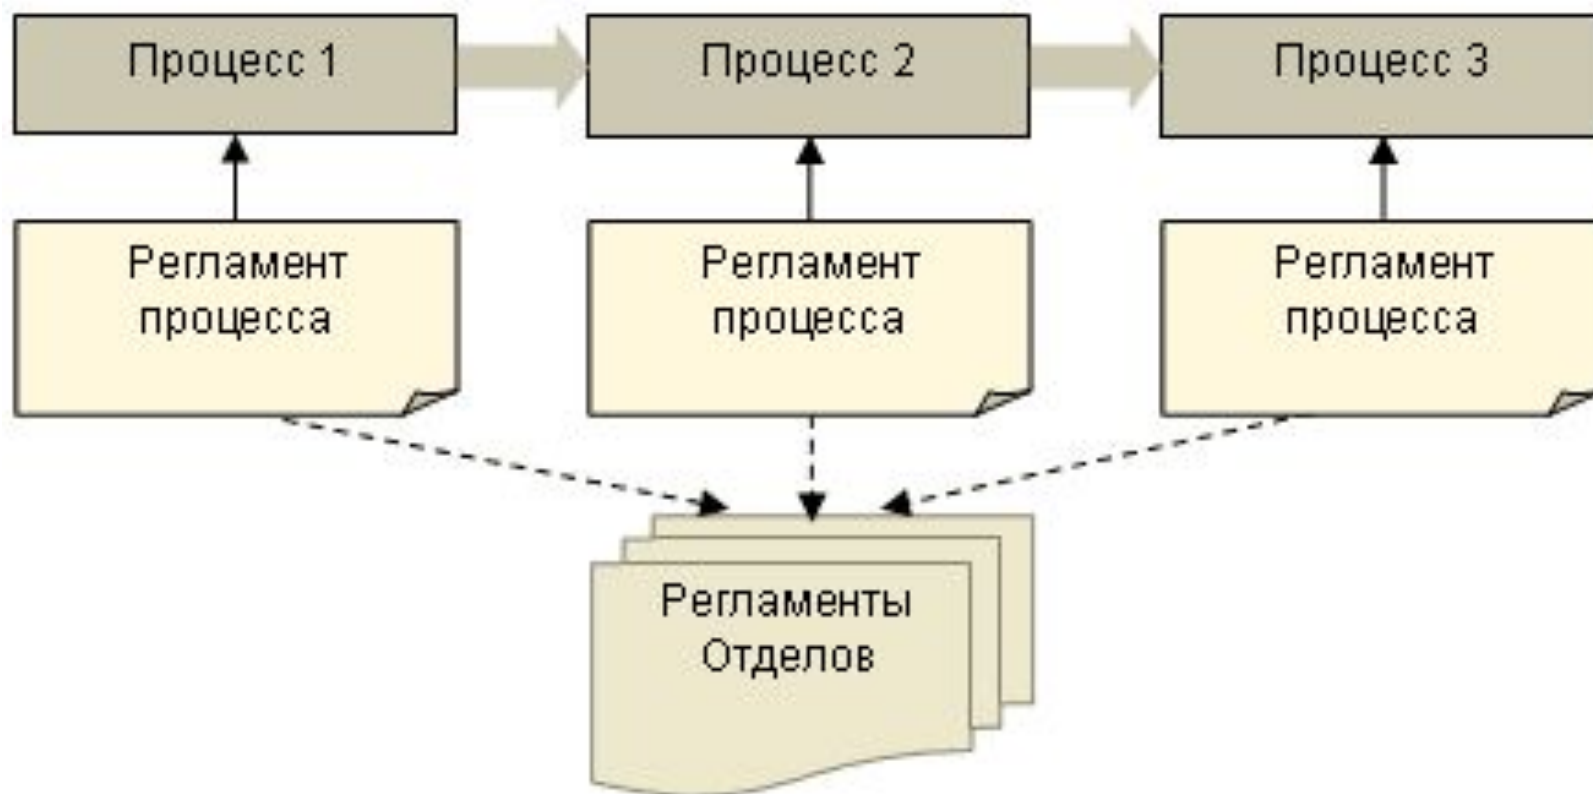 Процесс 1
Процесс 2
Процесс 3
Регламент
процесса
Регламент
процесса
Регламент
процесса
Регламенты
Отделов